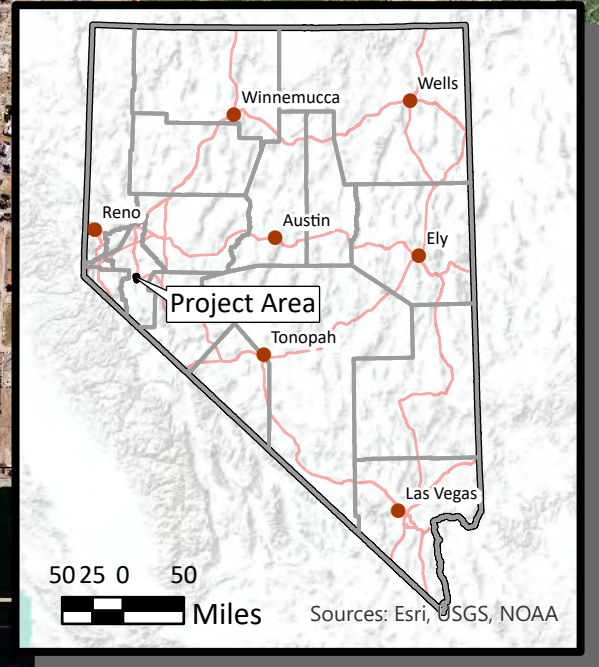 Wells
Winnemucca
Reno
Austin
Ely
Project Area
Tonopah
Las Vegas
50 25 0 50
Miles
Sources: Esri, USGS, NOAA